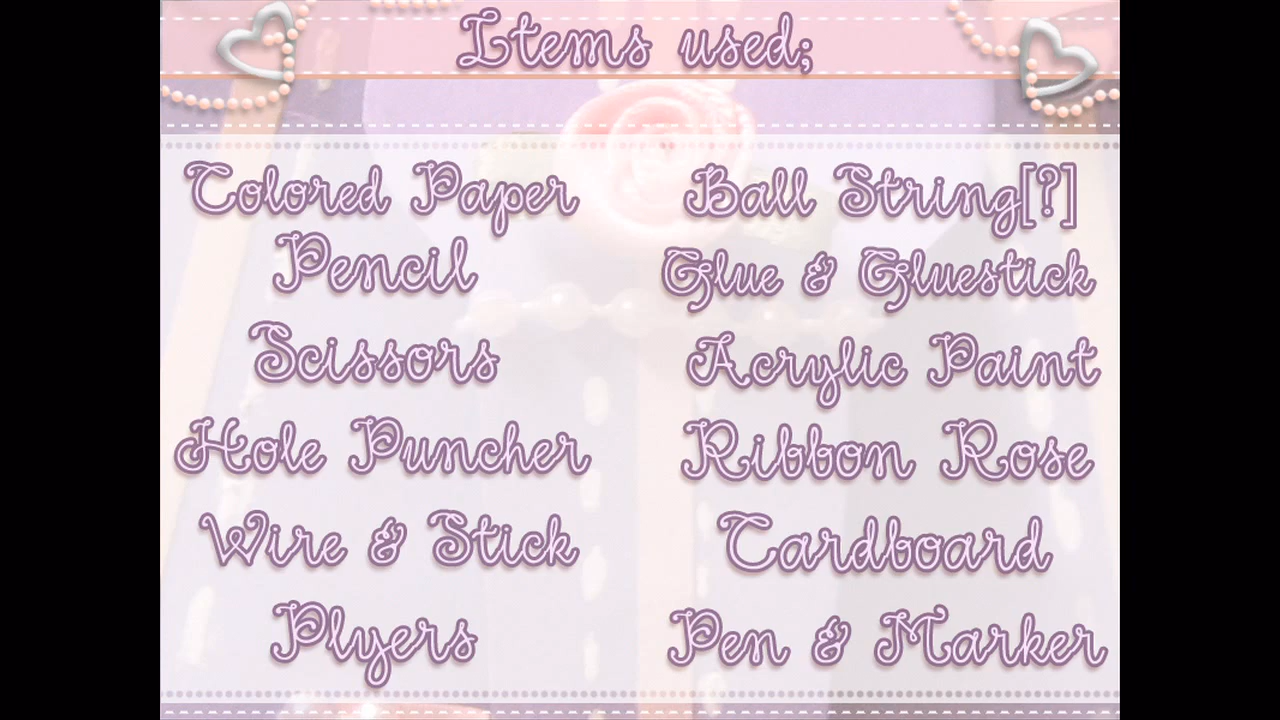 Items used;
Colored Paper
Pencil
Scissors
Hole Puncher
Wire & Stick
Plyers
Ball String[?]
Glue & Gluestick
Acrylic Paint
Ribbon Rose
Cardboard
Pen & Marker